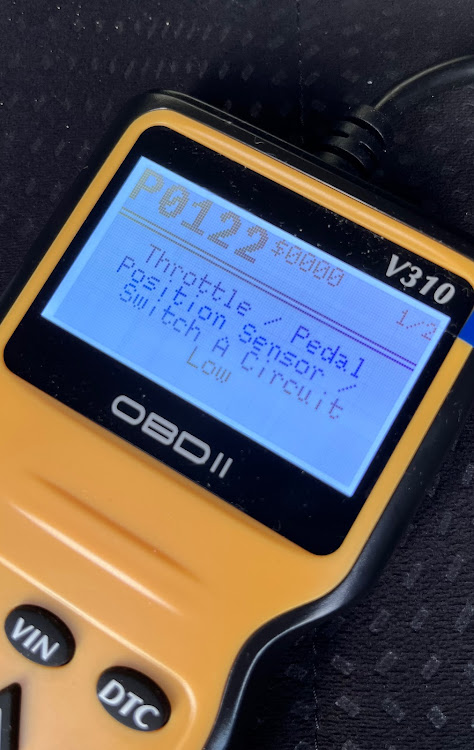 P0122 $0000 1/2
Throttle / Pedal
Position Sensor /
Switch A Circuit
Low
V310
OBDII
VIN
DTC